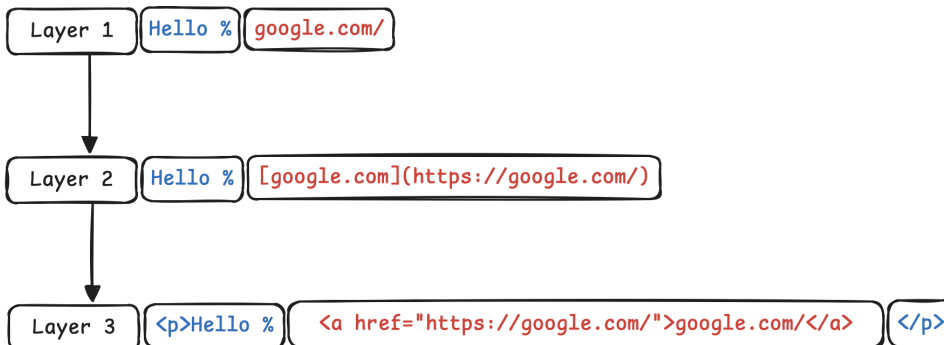 Layer 1 Hello % google.com/
Layer 2 Hello % [google.com](https://google.com/)
Layer 3 <p>Hello % <a href="https://google.com/">google.com/</a> </p>